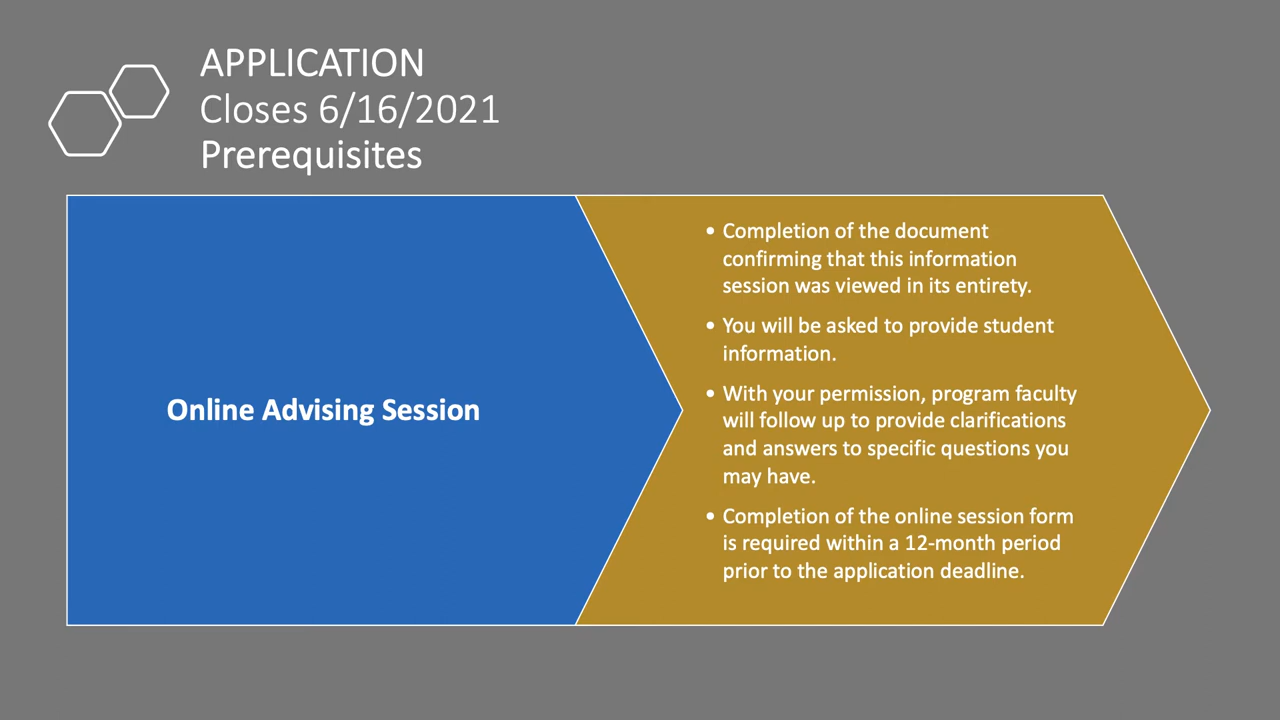 APPLICATION
Closes 6/16/2021
Prerequisites
Online Advising Session
• Completion of the document
confirming that this information
session was viewed in its entirety.
• You will be asked to provide student
information.
• With your permission, program faculty
will follow up to provide clarifications
and answers to specific questions you
may have.
• Completion of the online session form
is required within a 12-month period
prior to the application deadline.